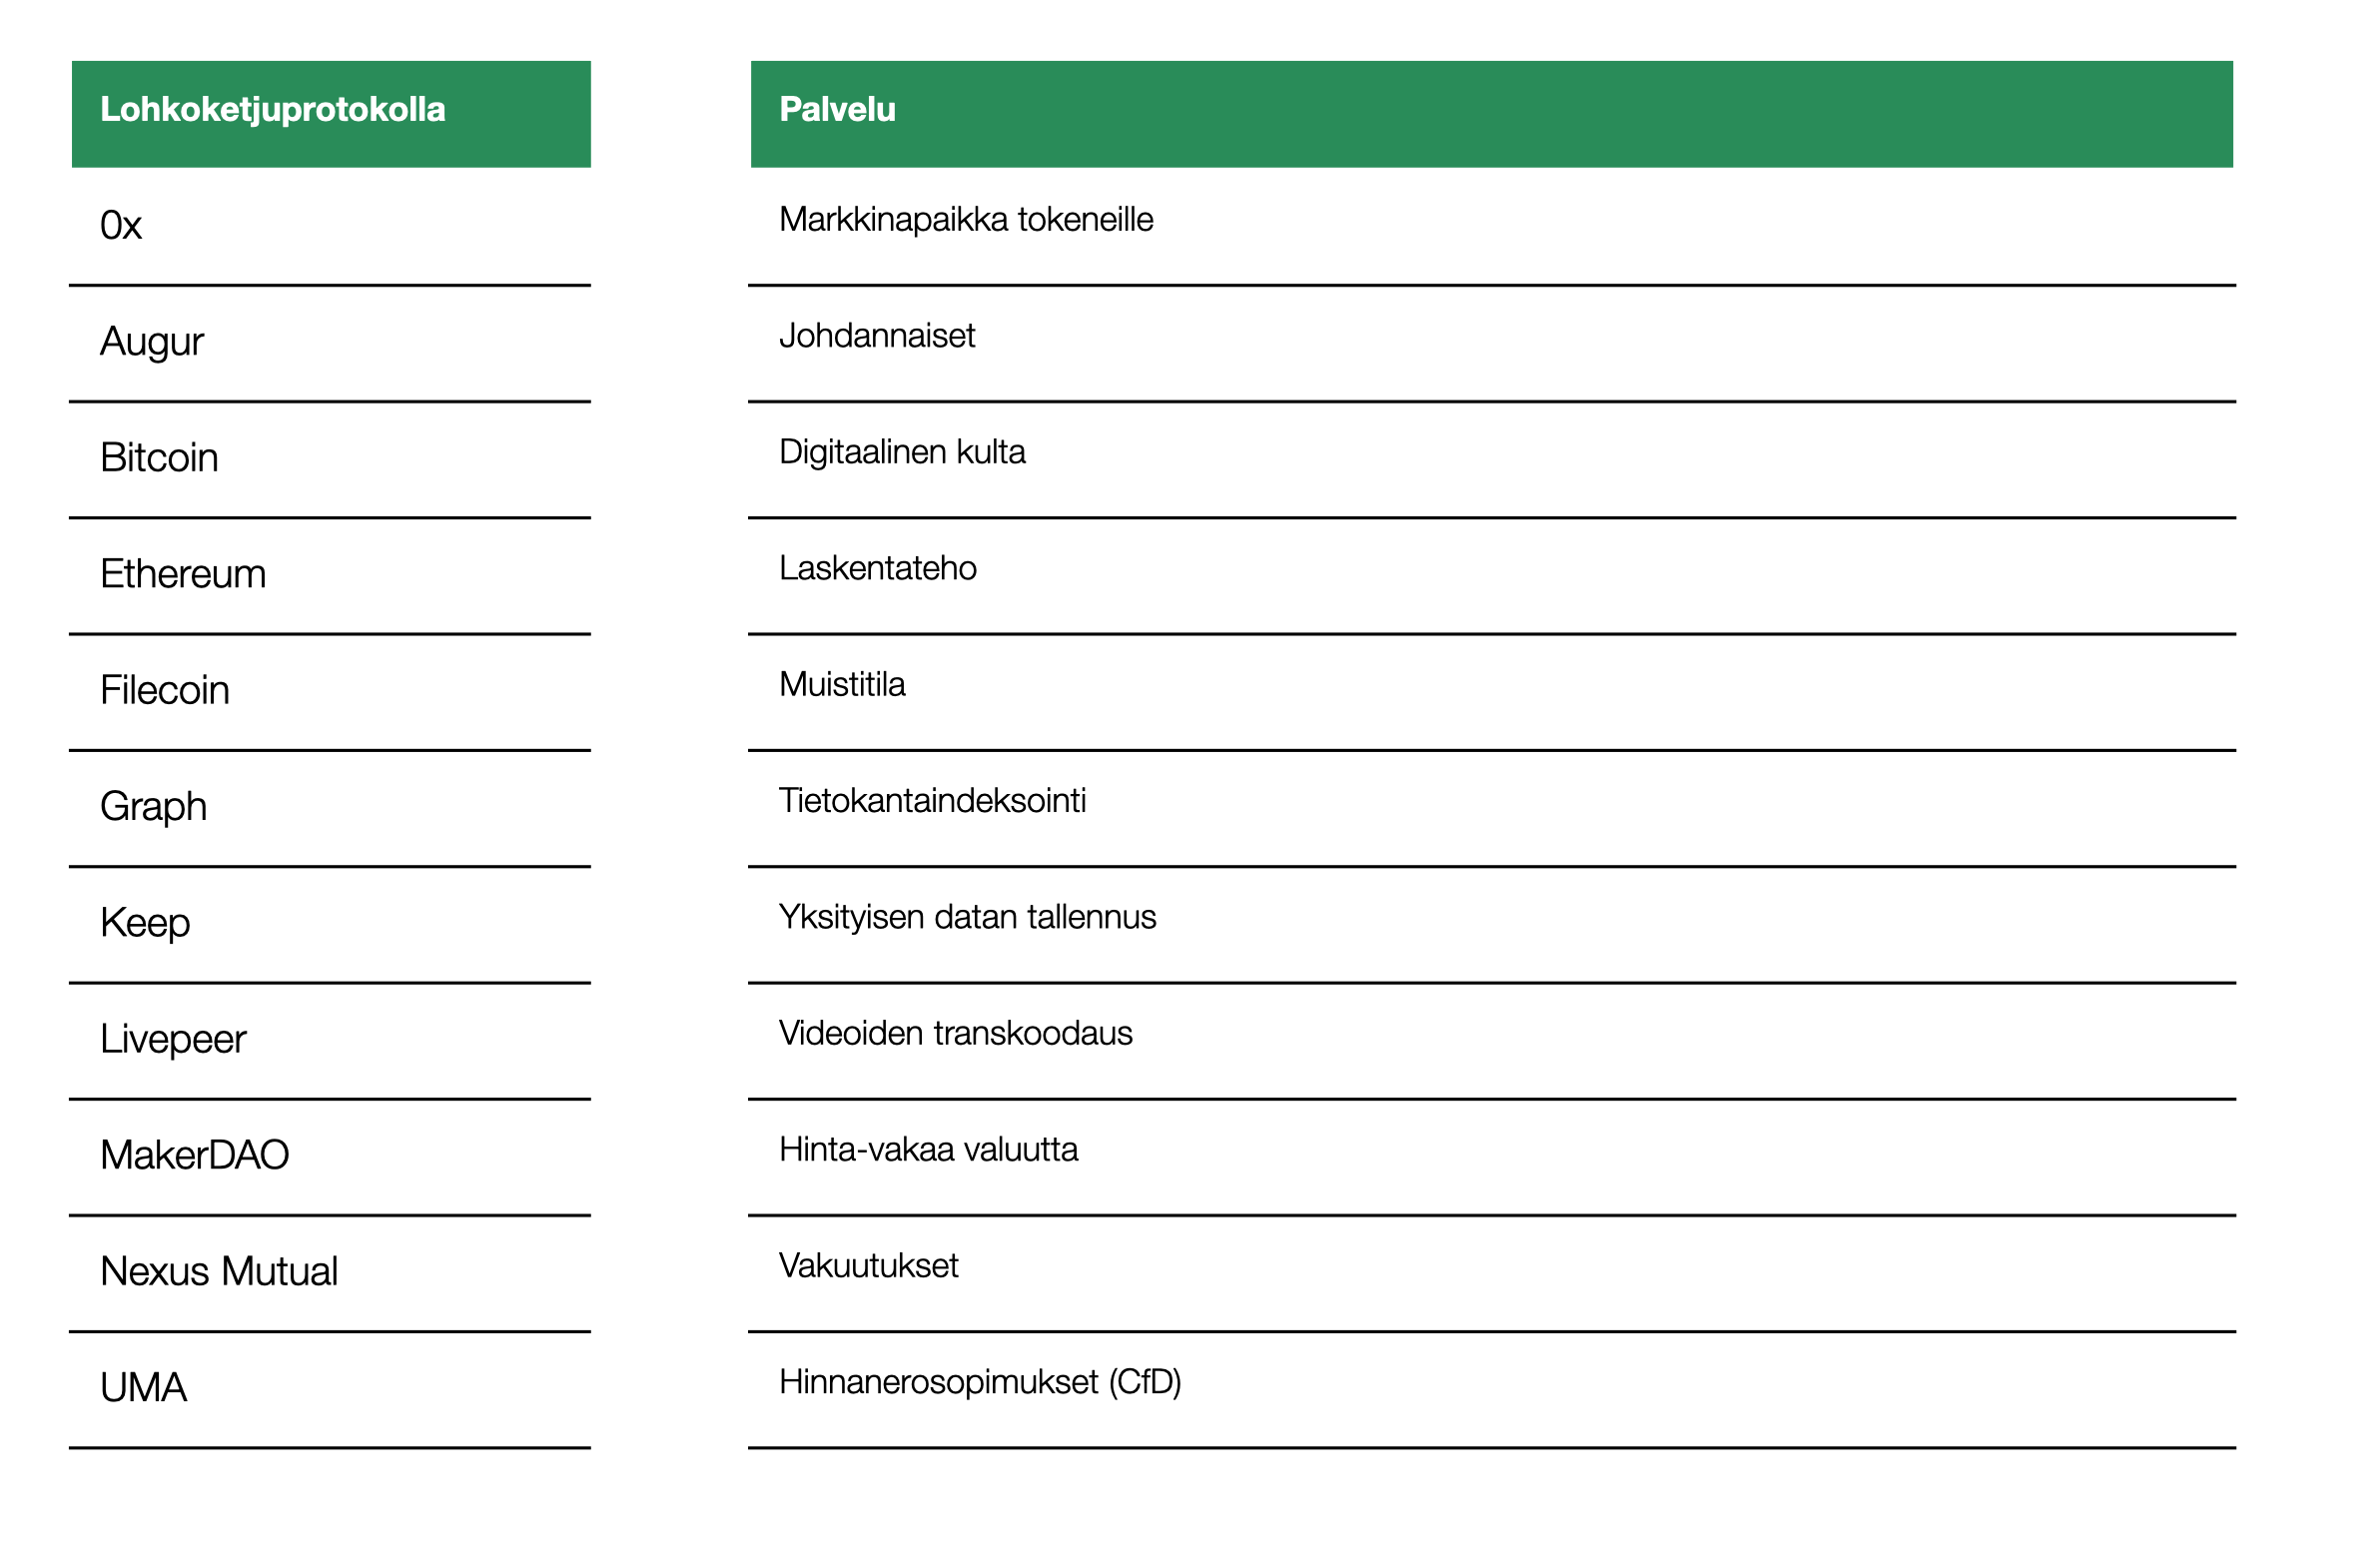 Lohkoketjuprotokolla Palvelu
0x Markkinapaikka tokeneille
Augur Johdannaiset
Bitcoin Digitaalinen kulta
Ethereum Laskentateho
Filecoin Muistitila
Graph Tietokantaindeksointi
Keep Yksityisen datan tallennus
Livepeer Videoiden transkoodaus
MakerDAO Hinta-vakaa valuutta
Nexus Mutual Vakuutukset
UMA Hinnanerosopimukset (CfD)